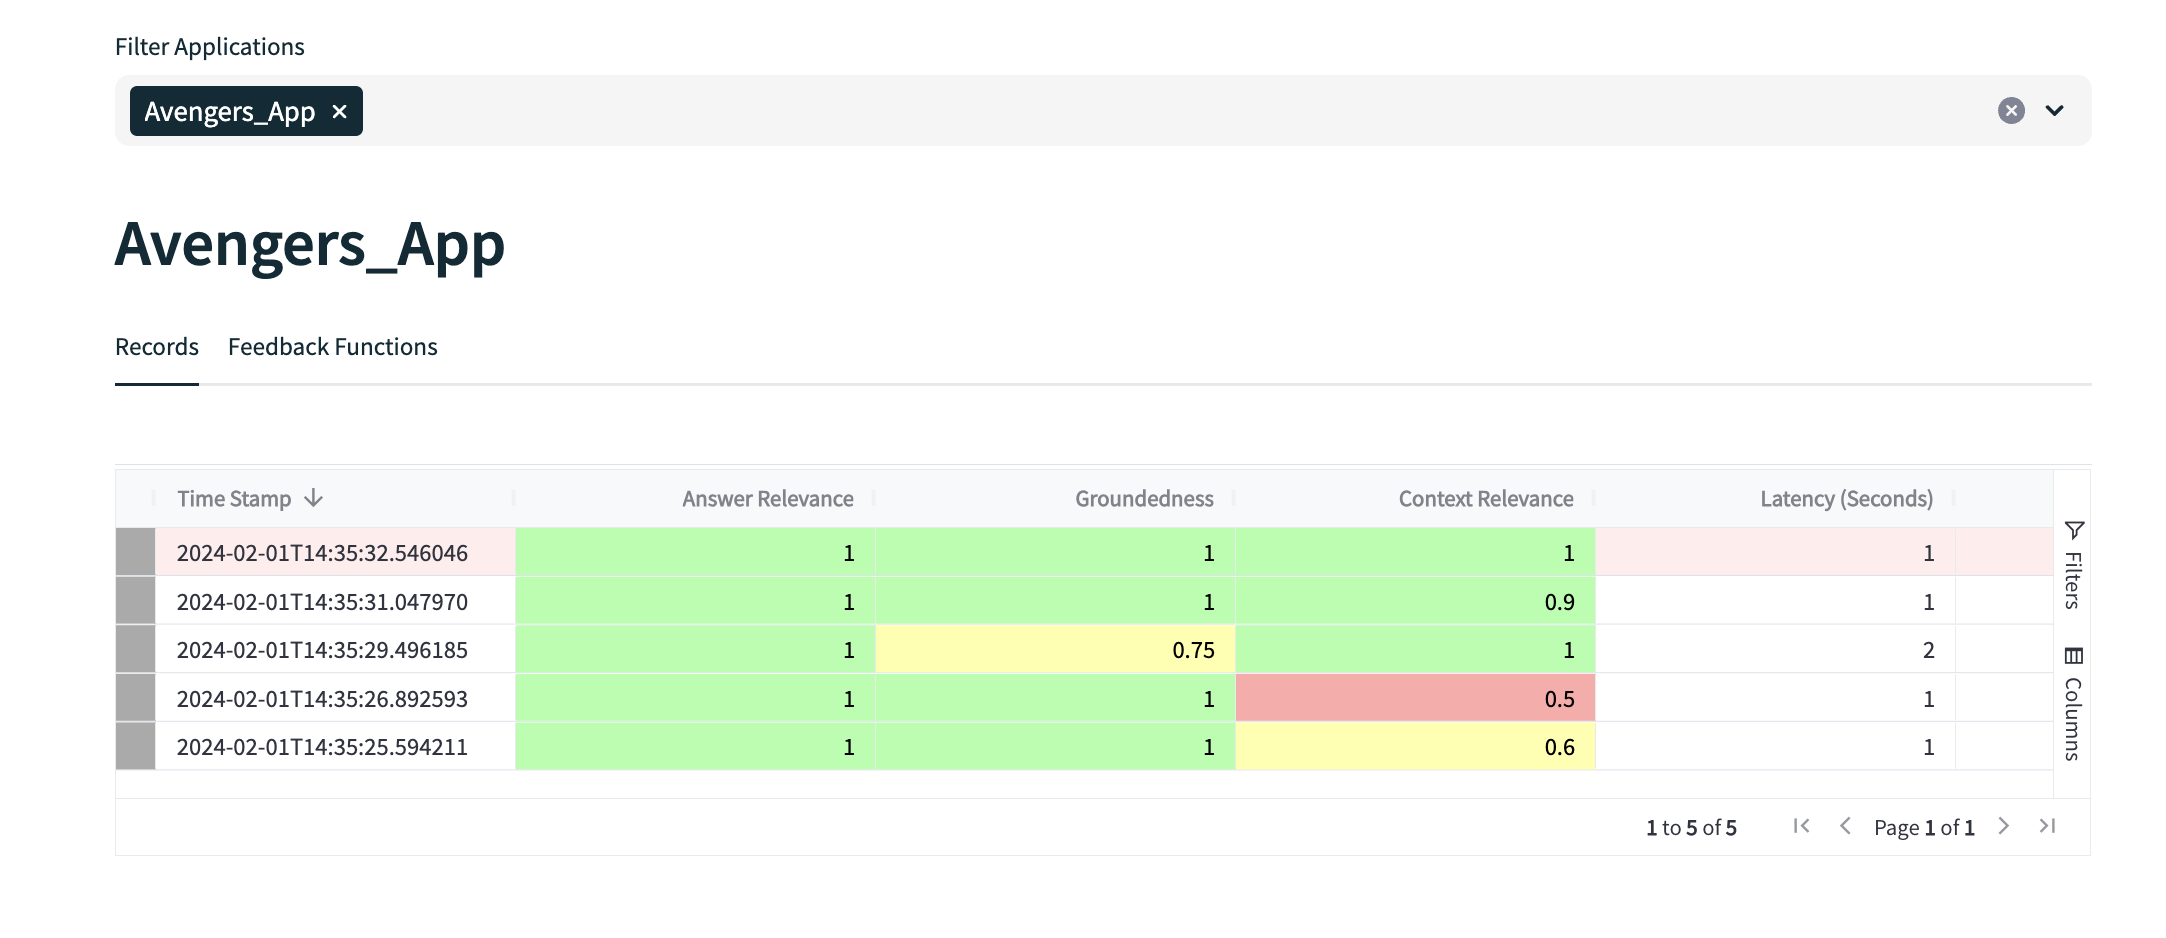 Filter Applications
Avengers_App
Avengers_App
Records Feedback Functions
Time Stamp Answer Relevance Groundedness Context Relevance Latency (Seconds)
2024-02-01T14:35:32.546046 1 1 1 1
2024-02-01T14:35:31.047970 1 1 0.9 1
2024-02-01T14:35:29.496185 1 0.75 1 2
2024-02-01T14:35:26.892593 1 1 0.5 1
2024-02-01T14:35:25.594211 1 1 0.6 1
Filters
Columns
1 to 5 of 5 Page 1 of 1